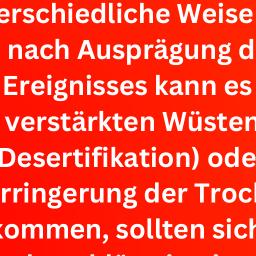 erschiedliche Weise
nach Ausprägung d
Ereignisses kann es
verstärkten Wüsten
Desertifikation) ode
rringerung der Troc
kommen, sollten sich